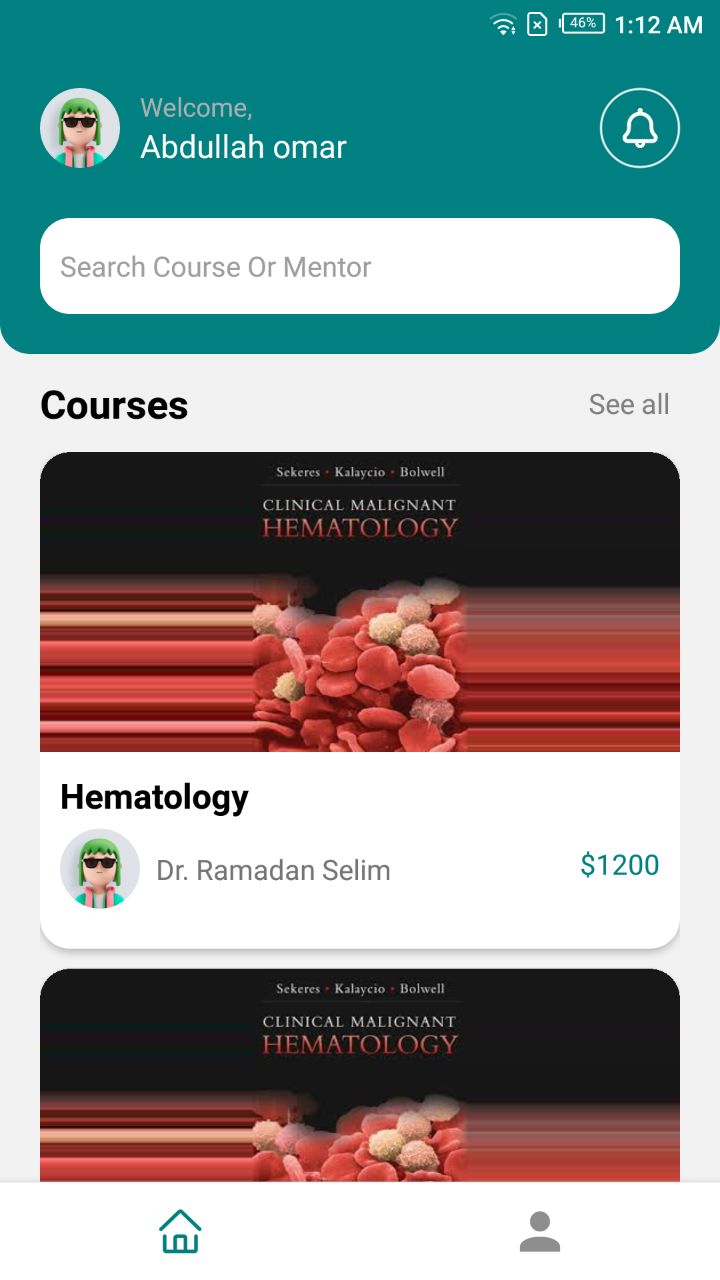 46% 1:12 AM
Welcome,
Abdullah omar
Search Course Or Mentor
Courses See all
Sekeres • Kalaycio • Bolwell
CLINICAL MALIGNANT
HEMATOLOGY
Hematology
Dr. Ramadan Selim $1200
Sekeres • Kalaycio • Bolwell
CLINICAL MALIGNANT
HEMATOLOGY